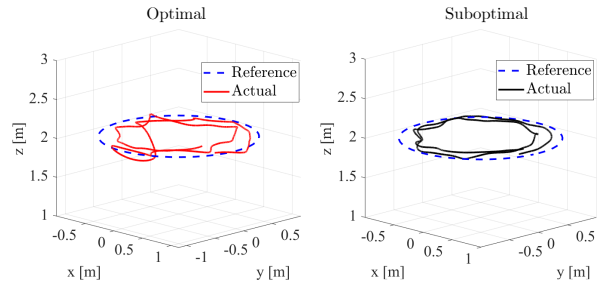 Optimal
Reference
Actual
3
2.5
2
1.5
1
z [m]
-0.5
0
0.5
1
x [m]
-1
-0.5
0
0.5
y [m]
Suboptimal
Reference
Actual
3
2.5
2
1.5
1
z [m]
-0.5
0
0.5
1
x [m]
-0.5
0
0.5
y [m]